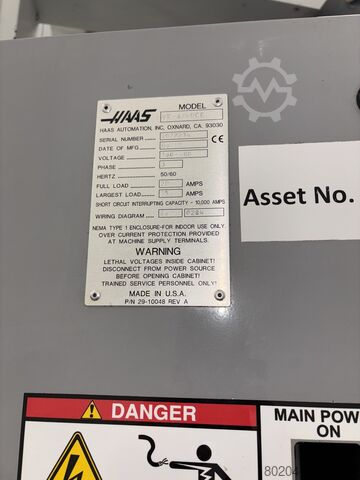 HAAS MODEL
HAAS AUTOMATION, INC. OXNARD, CA. 93030
SERIAL NUMBER
CE
DATE OF MFG
VOLTAGE
PHASE 3
HERTZ 50/60
FULL LOAD AMPS
LARGEST LOAD AMPS
SHORT CIRCUIT INTERRUPTING CAPACITY - 10,000 AMPS
WIRING DIAGRAM
NEMA TYPE 1 ENCLOSURE-FOR INDOOR USE ONLY
OVER CURRENT PROTECTION PROVIDED
AT MACHINE SUPPLY TERMINALS.
WARNING
LETHAL VOLTAGES INSIDE CABINET!
DISCONNECT FROM POWER SOURCE
BEFORE OPENING CABINET!
TRAINED SERVICE PERSONNEL ONLY!
MADE IN U.S.A.
P/N 29-10048 REV A
Asset No.
DANGER
MAIN POW
ON
80204